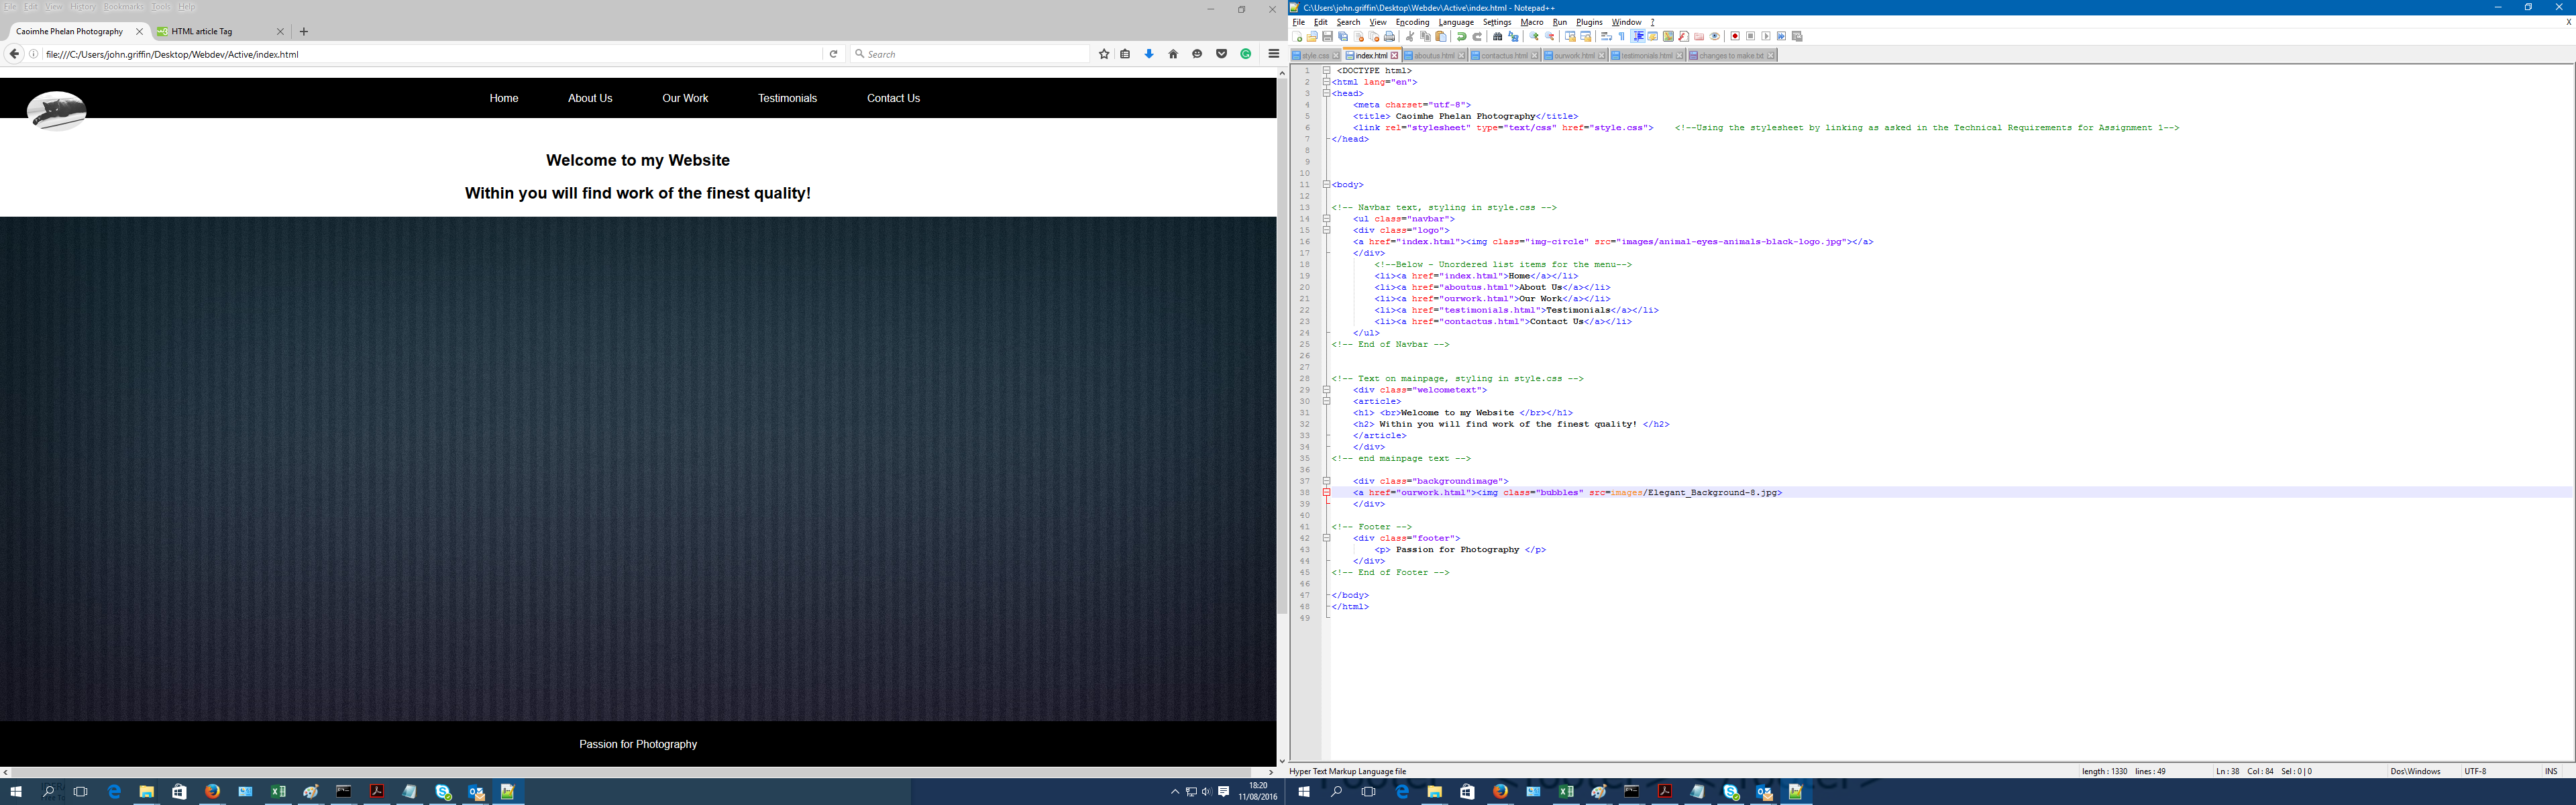 File Edit View History Bookmarks Tools Help
Caoimhe Phelan Photography
HTML article Tag
file:///C:/Users/john.griffin/Desktop/Webdev/Active/index.html
Search
Home About Us Our Work Testimonials Contact Us
Welcome to my Website
Within you will find work of the finest quality!
Passion for Photography
18:20
11/08/2016
C:\Users\john.griffin\Desktop\Webdev\Active\index.html - Notepad++
File Edit Search View Encoding Language Settings Macro Run Plugins Window ? X
style.css index.html aboutus.html contactus.html ourwork.html testimonials.html changes to make.txt
1 <DOCTYPE html>
2 <html lang="en">
3 <head>
4 <meta charset="utf-8">
5 <title> Caoimhe Phelan Photography</title>
6 <link rel="stylesheet" type="text/css" href="style.css"> <!--Using the stylesheet by linking as asked in the Technical Requirements for Assignment 1-->
7 </head>
8
9
10
11 <body>
12
13 <!-- Navbar text, styling in style.css -->
14 <ul class="navbar">
15 <div class="logo">
16 <a href="index.html"><img class="img-circle" src="images/animal-eyes-animals-black-logo.jpg"></a>
17 </div>
18 <!--Below - Unordered list items for the menu-->
19 <li><a href="index.html">Home</a></li>
20 <li><a href="aboutus.html">About Us</a></li>
21 <li><a href="ourwork.html">Our Work</a></li>
22 <li><a href="testimonials.html">Testimonials</a></li>
23 <li><a href="contactus.html">Contact Us</a></li>
24 </ul>
25 <!-- End of Navbar -->
26
27
28 <!-- Text on mainpage, styling in style.css -->
29 <div class="welcometext">
30 <article>
31 <h1> <br>Welcome to my Website </br></h1>
32 <h2> Within you will find work of the finest quality! </h2>
33 </article>
34 </div>
35 <!-- end mainpage text -->
36
37 <div class="backgroundimage">
38 <a href="ourwork.html"><img class="bubbles" src=images/Elegant_Background-8.jpg>
39 </div>
40
41 <!-- Footer -->
42 <div class="footer">
43 <p> Passion for Photography </p>
44 </div>
45 <!-- End of Footer -->
46
47 </body>
48 </html>
49
Hyper Text Markup Language file length : 1330 lines : 49 Ln : 38 Col : 84 Sel : 0 | 0 Dos\Windows UTF-8 INS